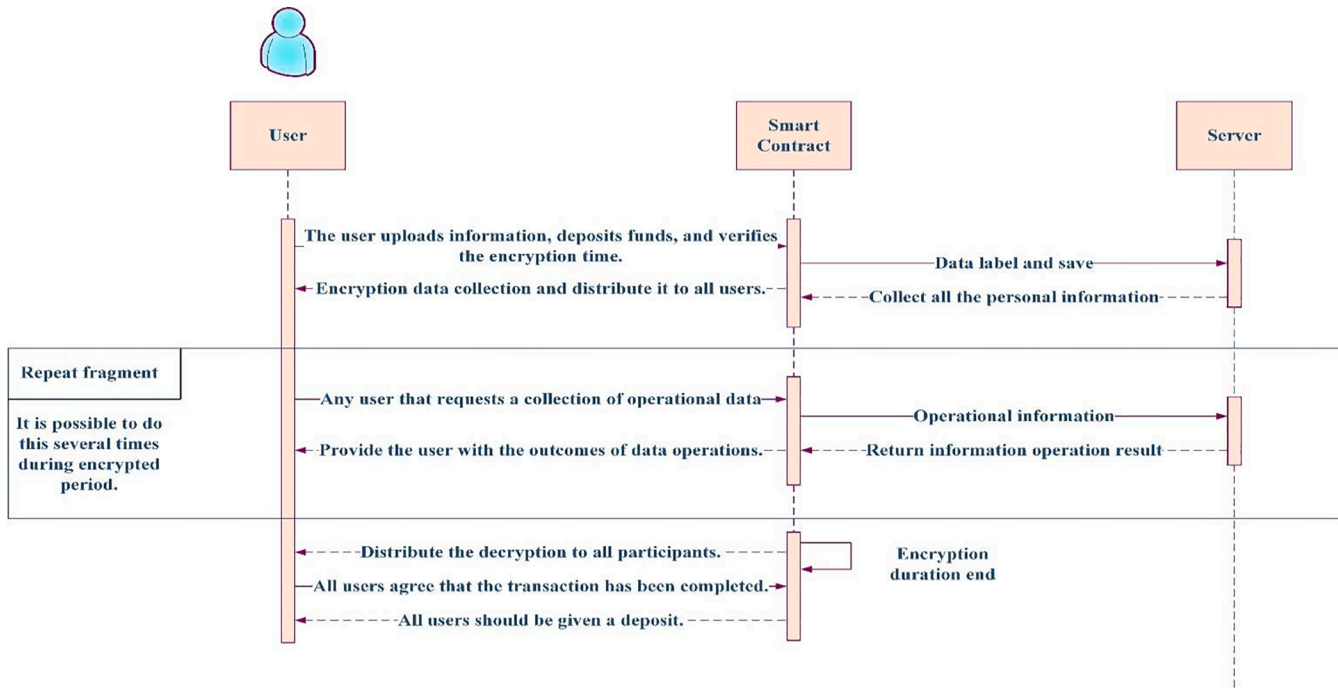 User
Smart
Contract
Server
The user uploads information, deposits funds, and verifies
the encryption time.
Data label and save
Encryption data collection and distribute it to all users.
Collect all the personal information
Repeat fragment
It is possible to do
this several times
during encrypted
period.
Any user that requests a collection of operational data
Operational information
Provide the user with the outcomes of data operations.
Return information operation result
Distribute the decryption to all participants.
Encryption
duration end
All users agree that the transaction has been completed.
All users should be given a deposit.